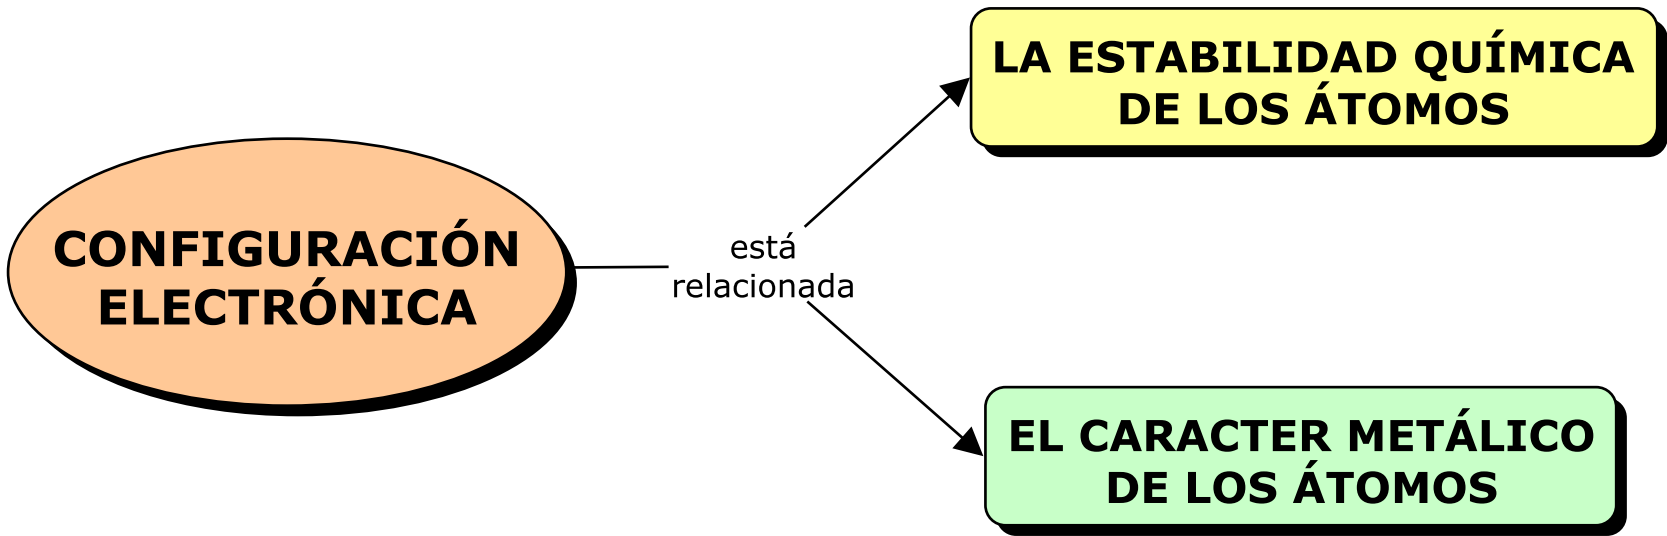 CONFIGURACIÓN
ELECTRÓNICA
está
relacionada
LA ESTABILIDAD QUÍMICA
DE LOS ÁTOMOS
EL CARACTER METÁLICO
DE LOS ÁTOMOS